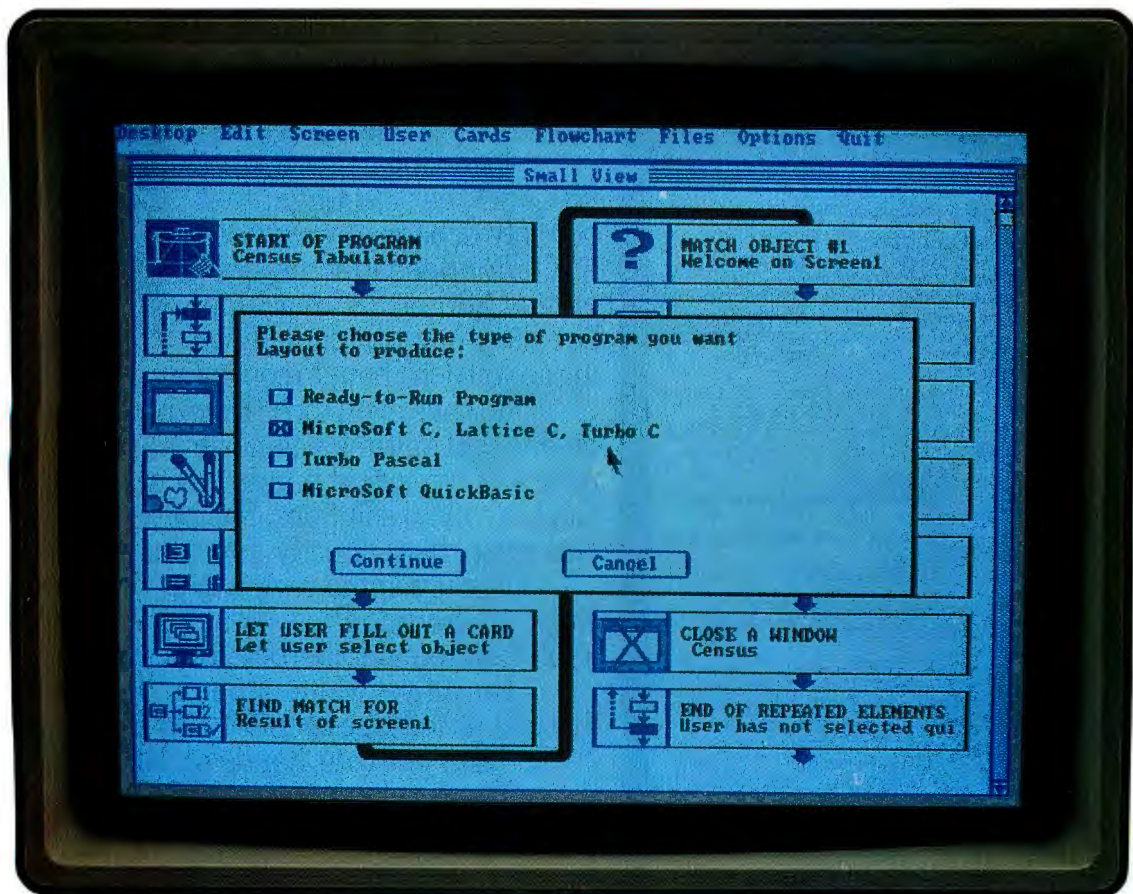 Desktop Edit Screen User Cards Flowchart Files Options Quit
Small View
START OF PROGRAM
Census Tabulator
MATCH OBJECT #1
Welcome on Screen1
Please choose the type of program you want
Layout to produce:
Ready-to-Run Program
MicroSoft C, Lattice C, Turbo C
Turbo Pascal
MicroSoft QuickBasic
Continue
Cancel
LET USER FILL OUT A CARD
Let user select object
CLOSE A WINDOW
Census
FIND MATCH FOR
Result of screen1
END OF REPEATED ELEMENTS
User has not selected qui